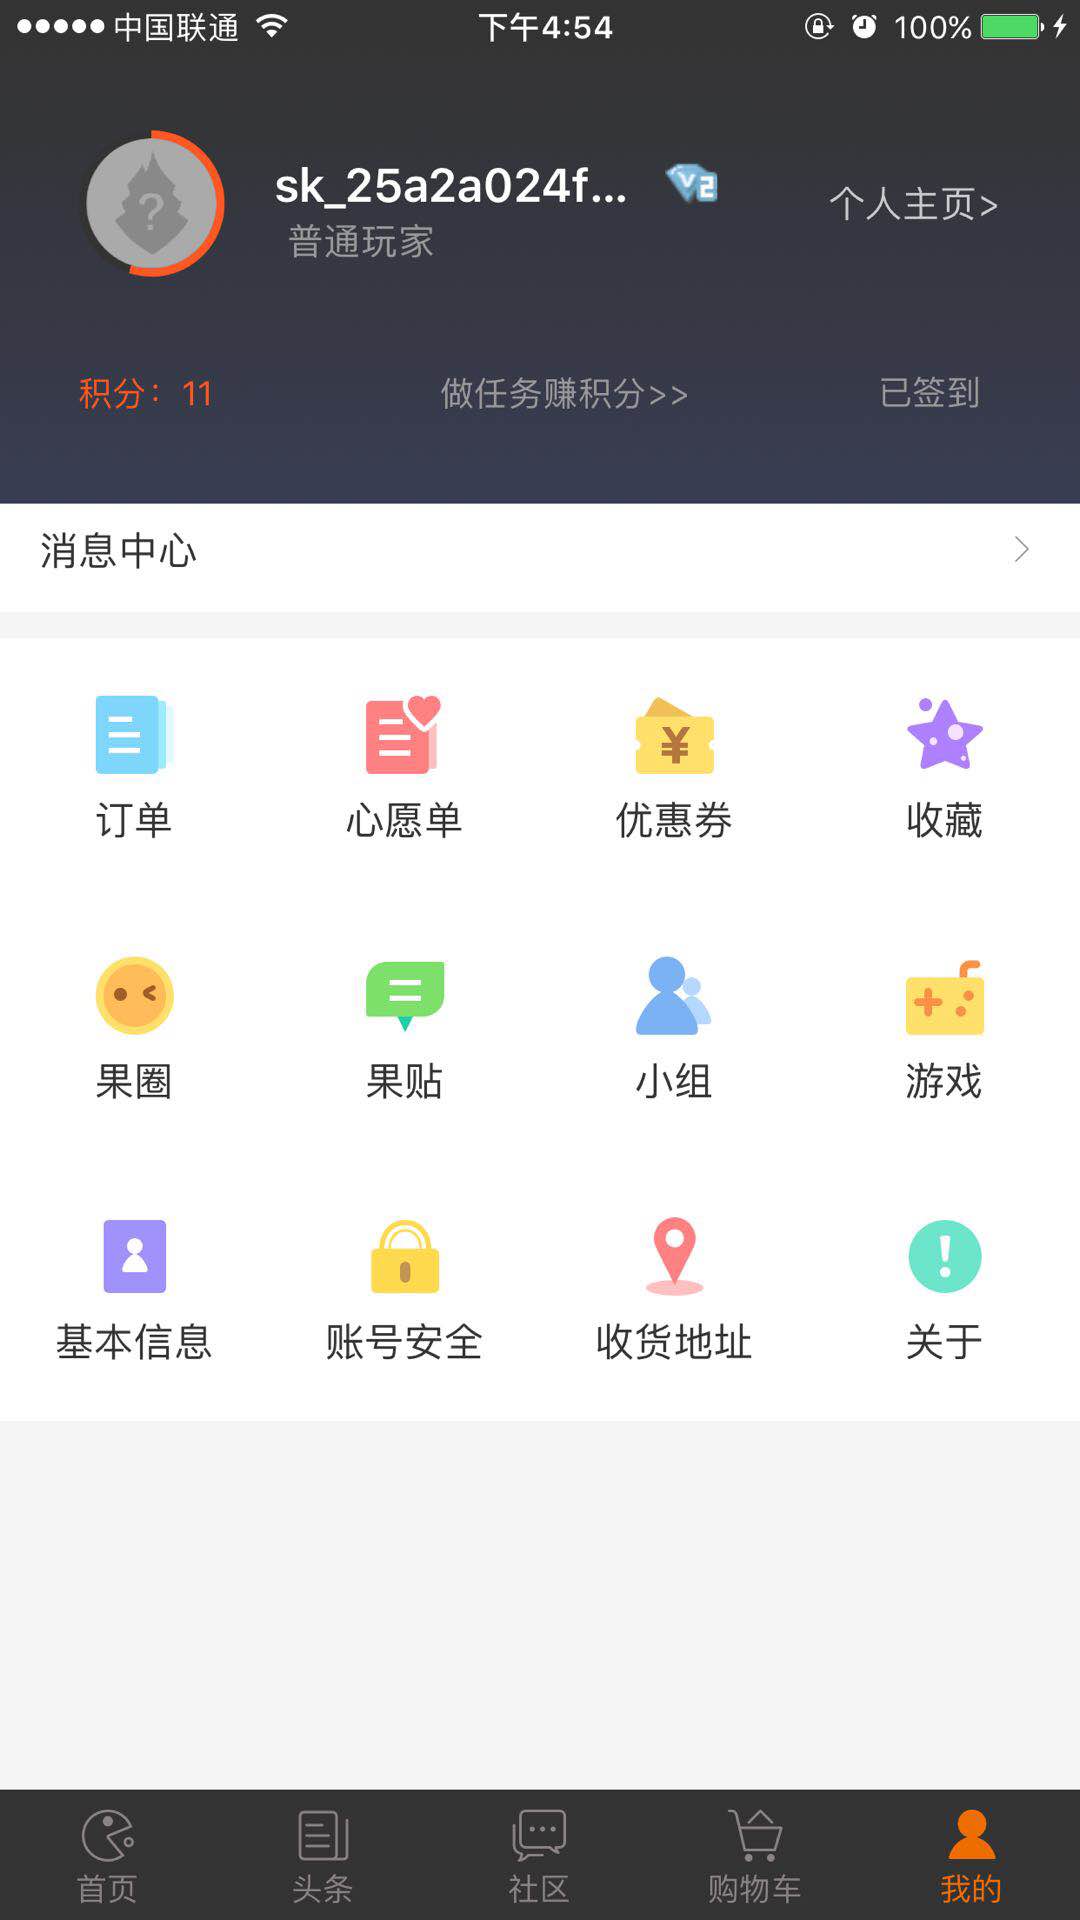 中国联通 下午4:54 100%
sk_25a2a024f... V2
个人主页>
普通玩家
积分：11 做任务赚积分>> 已签到
消息中心
订单 心愿单 优惠券 收藏
果圈 果贴 小组 游戏
基本信息 账号安全 收货地址 关于
首页 头条 社区 购物车 我的